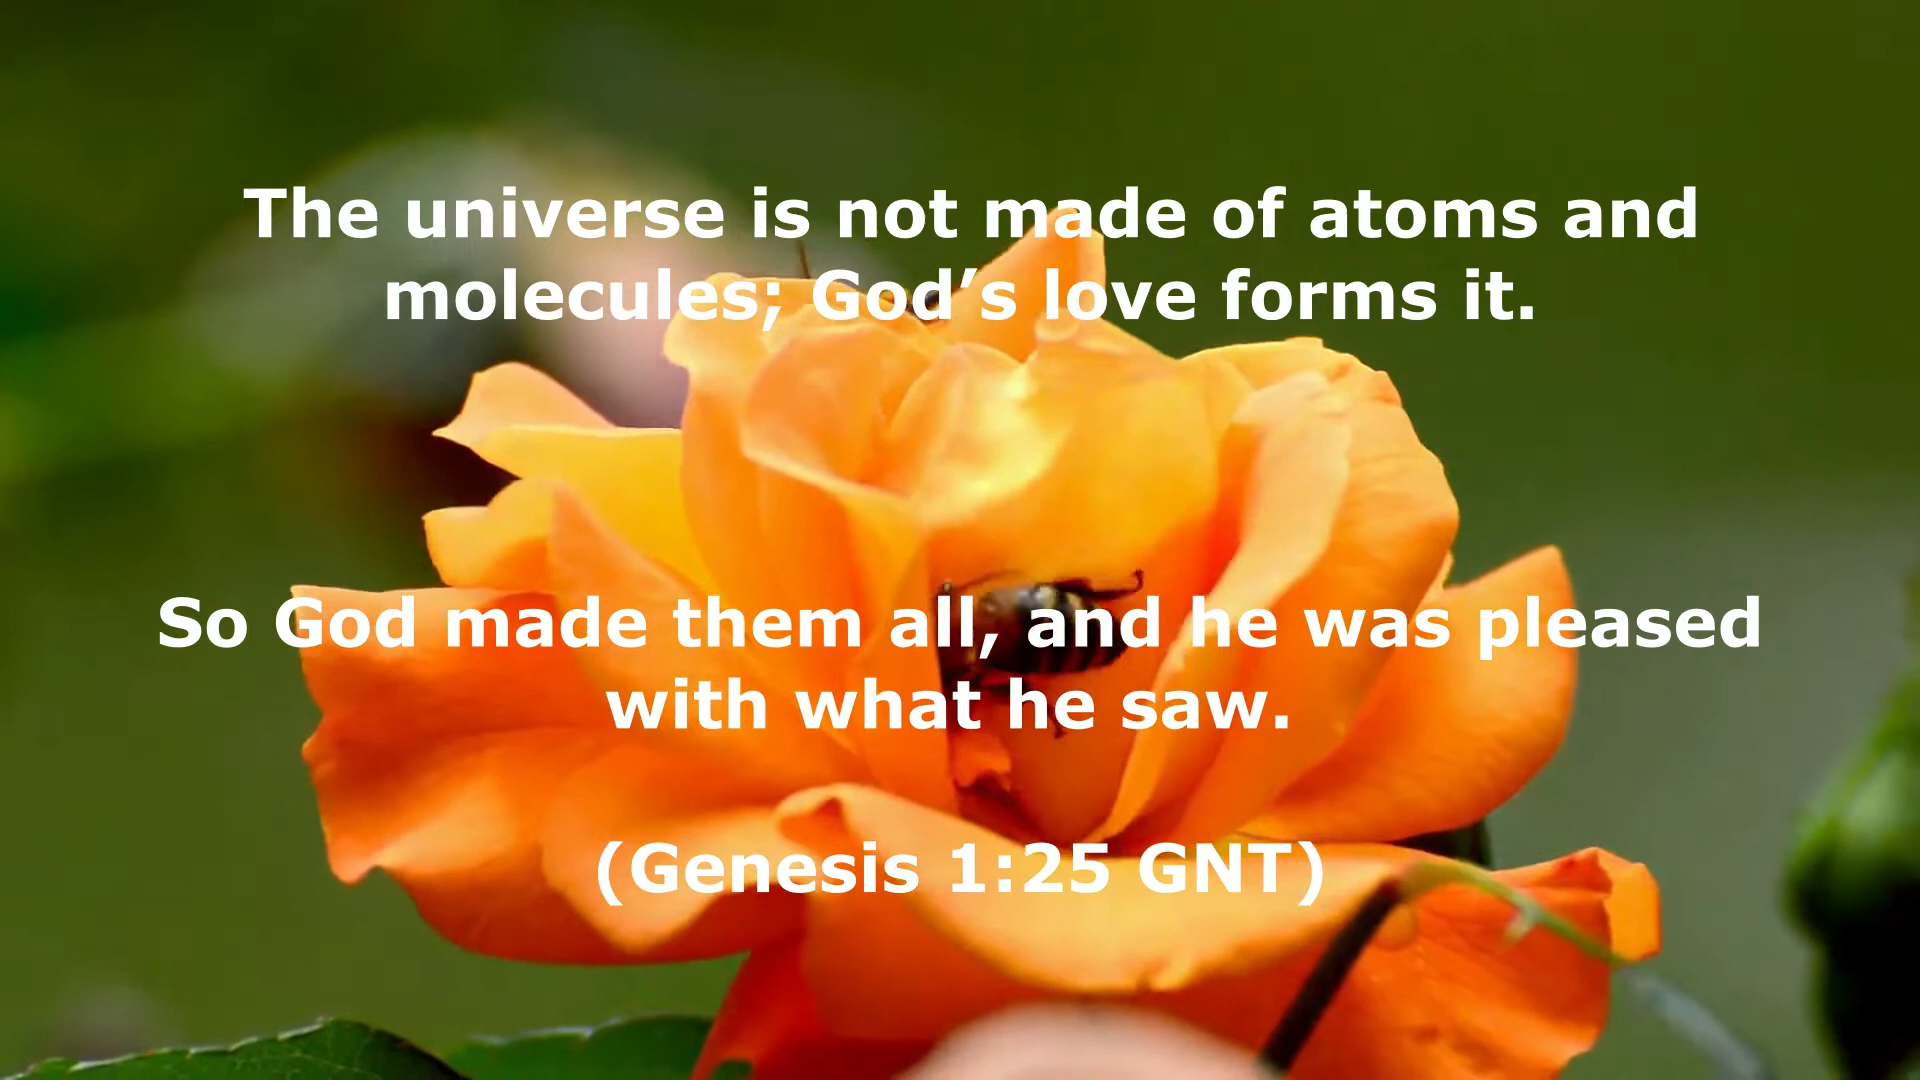 The universe is not made of atoms and
molecules; God’s love forms it.
So God made them all, and he was pleased
with what he saw.
(Genesis 1:25 GNT)